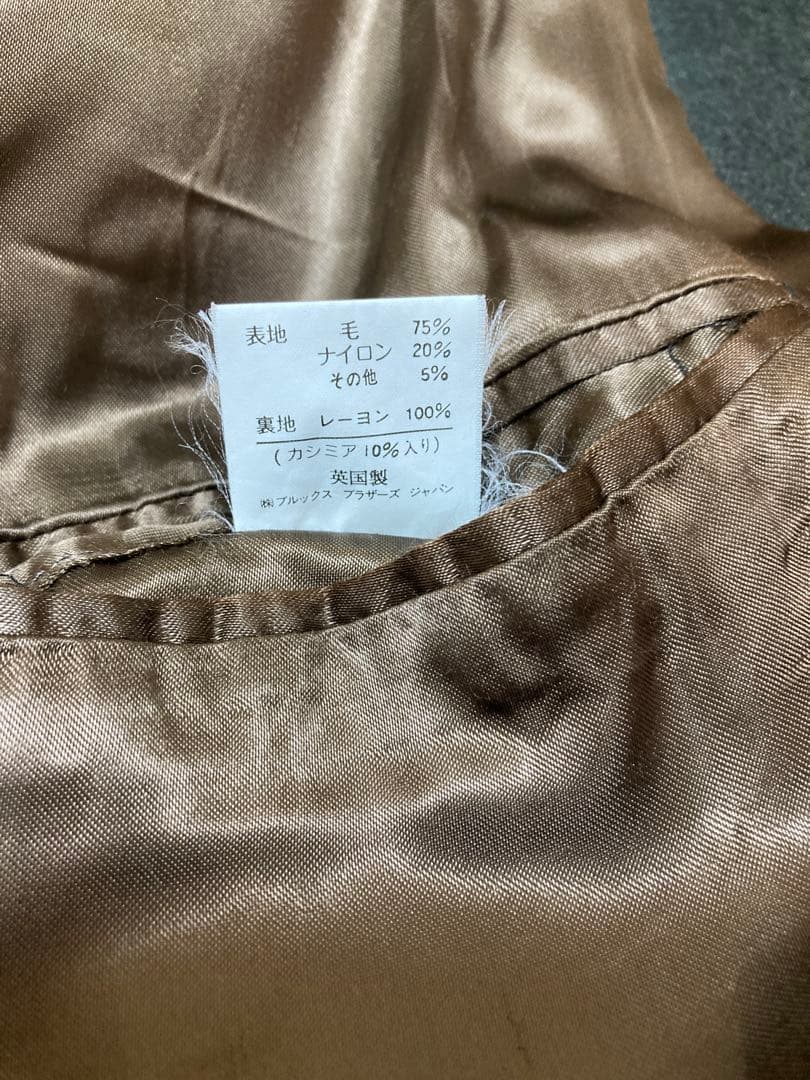 表地 毛 75%
ナイロン 20%
その他 5%
裏地 レーヨン 100%
(カシミア10%入り)
英国製
㈱ブルックス ブラザーズ ジャパン